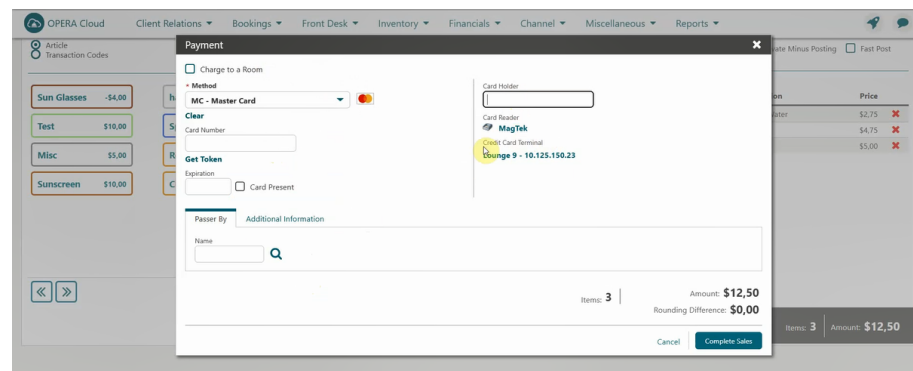 OPERA Cloud Client Relations Bookings Front Desk Inventory Financials Channel Miscellaneous Reports
Article
Transaction Codes
Payment
ate Minus Posting Fast Post
Charge to a Room
* Method
MC - Master Card
Clear
Card Number
Get Token
Expiration
Card Present
Card Holder
Card Reader
MagTek
Credit Card Terminal
Lounge 9 - 10.125.150.23
Sun Glasses -$4,00
Test $10,00
Misc $5,00
Sunscreen $10,00
Price
$2,75
$4,75
$5,00
Passer By Additional Information
Name
Items: 3 Amount: $12,50
Rounding Difference: $0,00
Cancel Complete Sales
Items: 3 Amount: $12,50